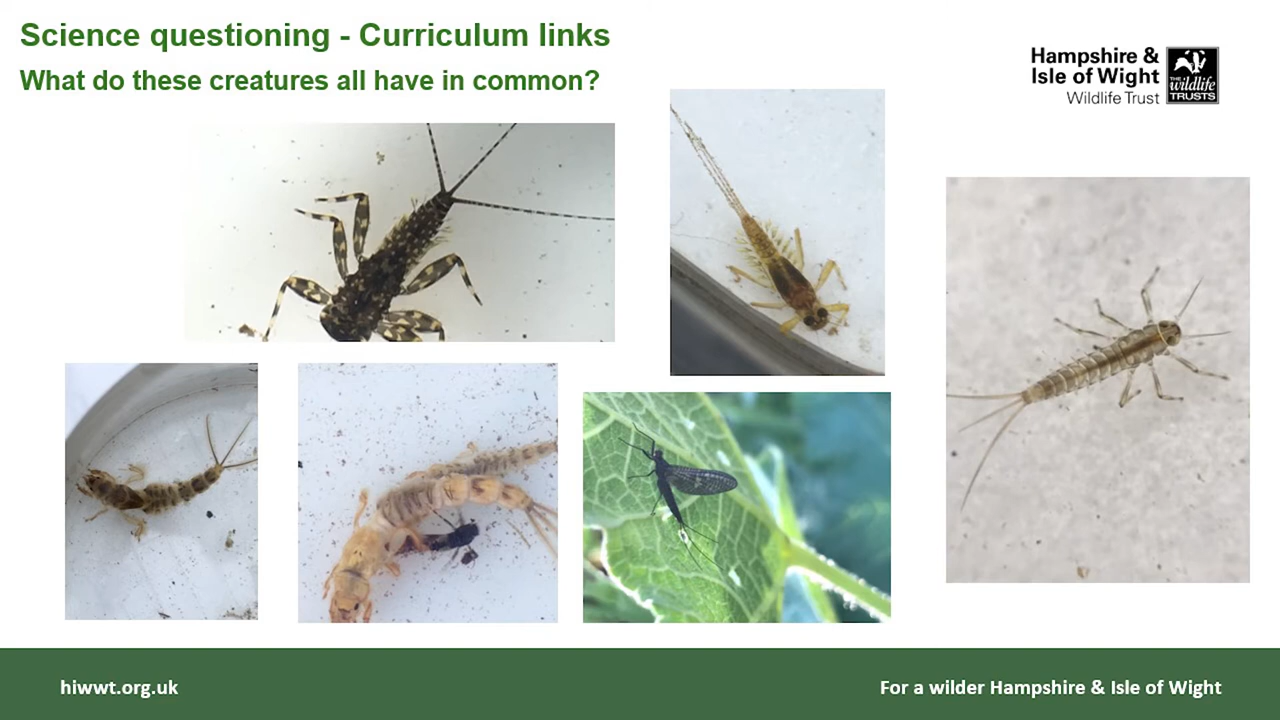 Science questioning - Curriculum links
What do these creatures all have in common?
Hampshire &
Isle of Wight
Wildlife Trust
THE
wildlife
TRUSTS
hiwwt.org.uk
For a wilder Hampshire & Isle of Wight